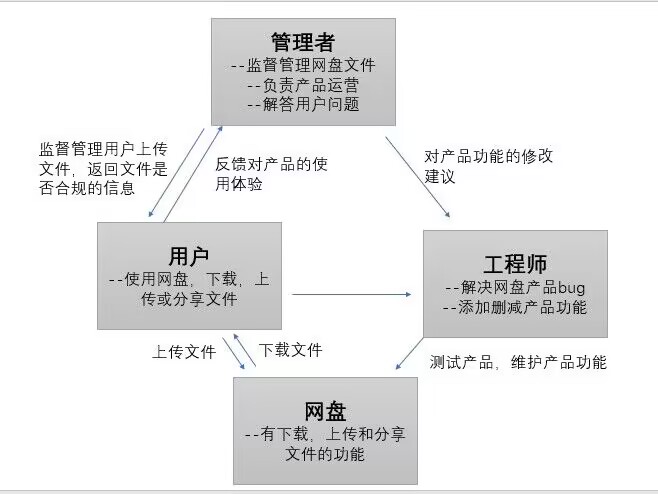 管理者
--监督管理网盘文件
--负责产品运营
--解答用户问题
监督管理用户上传
文件，返回文件是
否合规的信息
反馈对产品的使
用体验
对产品功能的修改
建议
用户
--使用网盘，下载，上
传或分享文件
工程师
--解决网盘产品bug
--添加删减产品功能
上传文件
下载文件
测试产品，维护产品功能
网盘
--有下载，上传和分享
文件的功能